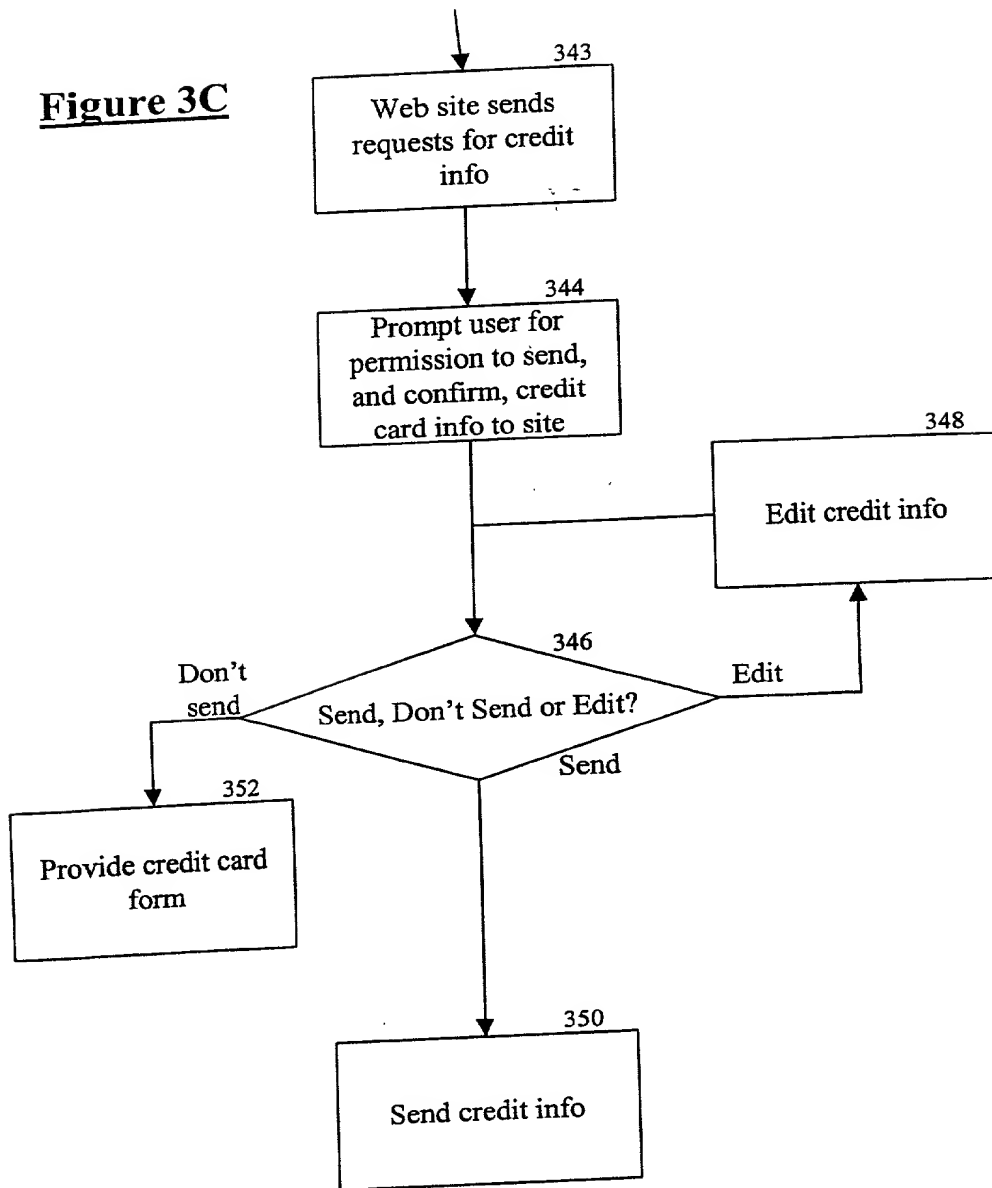 Figure 3C
343
Web site sends
requests for credit
info
344
Prompt user for
permission to send,
and confirm, credit
card info to site
348
Edit credit info
346
Send, Don't Send or Edit?
Don't
send
Edit
Send
352
Provide credit card
form
350
Send credit info